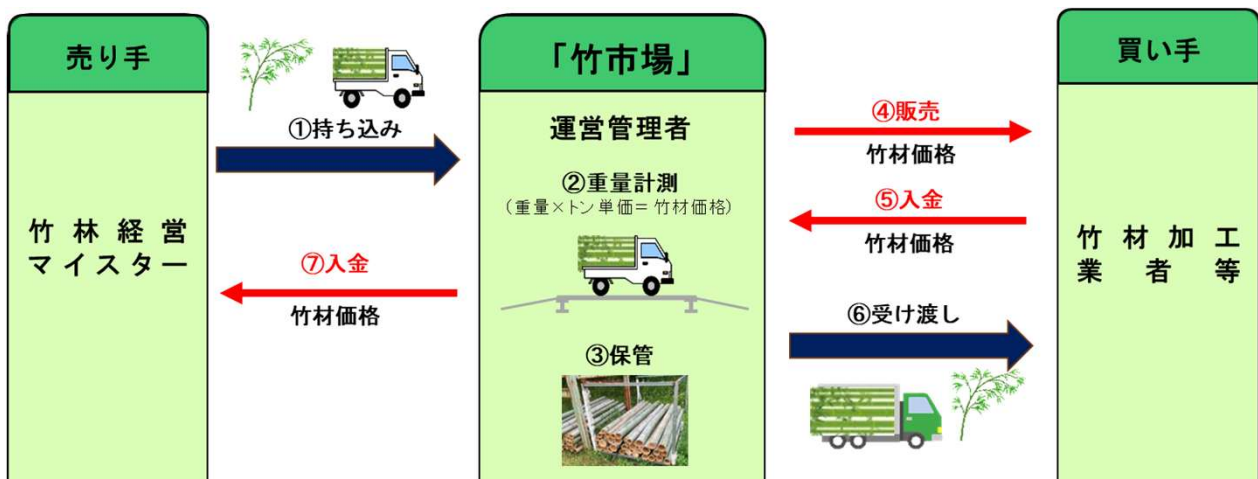 売り手
竹林経営
マイスター
①持ち込み
⑦入金
竹材価格
「竹市場」
運営管理者
②重量計測
(重量×トン単価=竹材価格)
③保管
④販売
竹材価格
⑤入金
竹材価格
⑥受け渡し
買い手
竹材加工
業者等